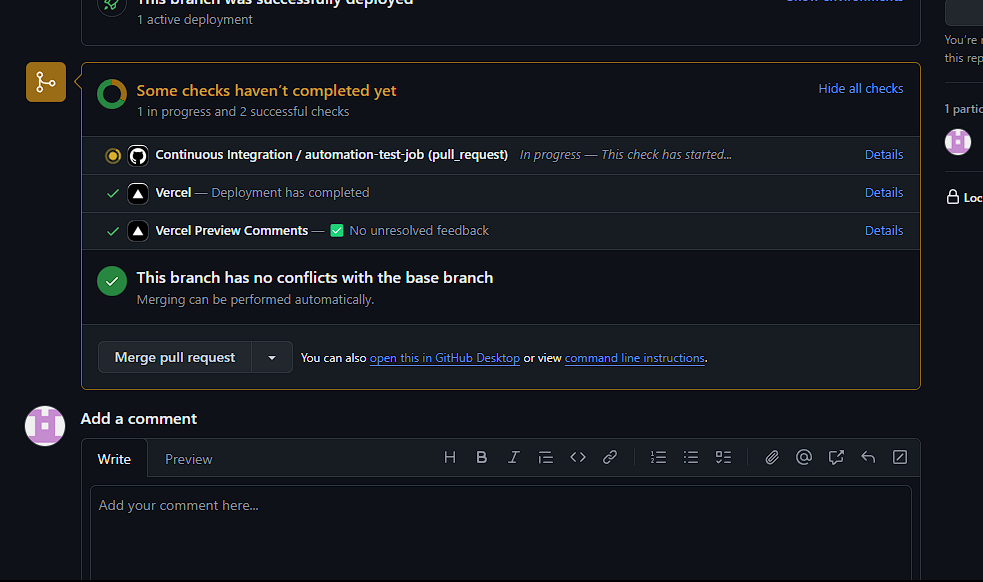 This branch was successfully deployed
1 active deployment
Show environments
You're
this rep
Some checks haven't completed yet
1 in progress and 2 successful checks
Hide all checks
1 partic
Continuous Integration / automation-test-job (pull_request) In progress — This check has started...
Details
Vercel — Deployment has completed
Details
Loc
Vercel Preview Comments — ✅ No unresolved feedback
Details
This branch has no conflicts with the base branch
Merging can be performed automatically.
Merge pull request
You can also open this in GitHub Desktop or view command line instructions.
Add a comment
Write
Preview
Add your comment here...